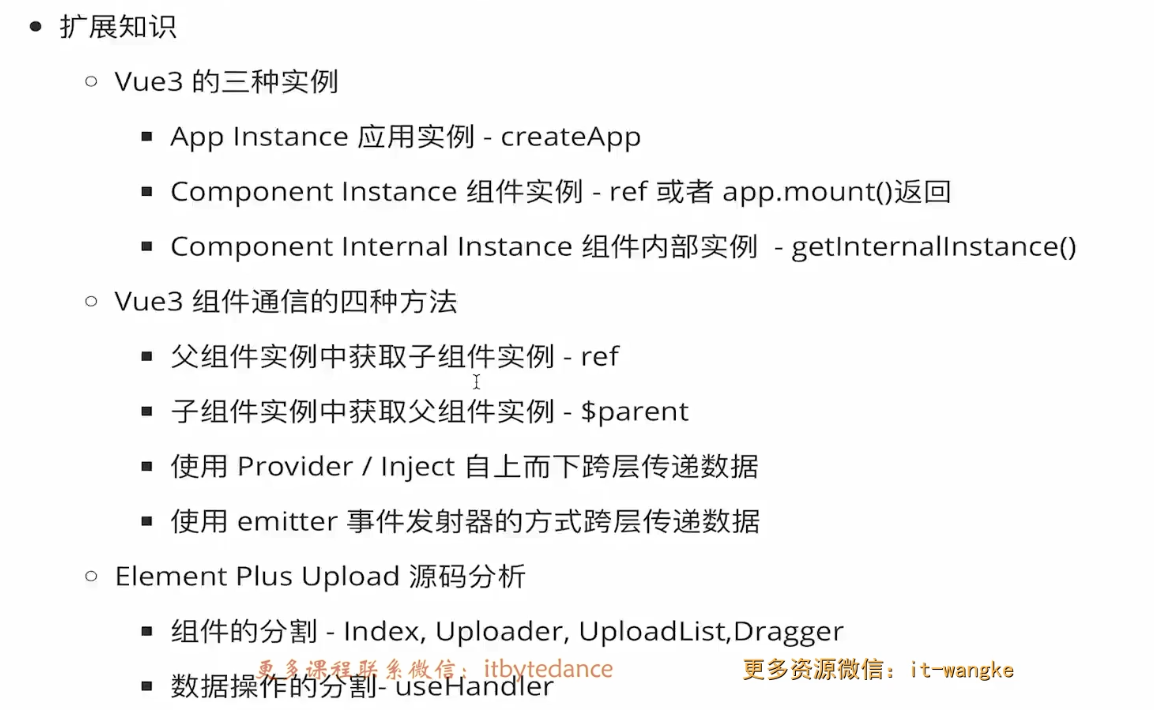 扩展知识
Vue3 的三种实例
App Instance 应用实例 - createApp
Component Instance 组件实例 - ref 或者 app.mount()返回
Component Internal Instance 组件内部实例 - getInternalInstance()
Vue3 组件通信的四种方法
父组件实例中获取子组件实例 - ref
子组件实例中获取父组件实例 - $parent
使用 Provider / Inject 自上而下跨层传递数据
使用 emitter 事件发射器的方式跨层传递数据
Element Plus Upload 源码分析
组件的分割 - Index, Uploader, UploadList,Dragger
更多课程联系微信：itbytedance
更多资源微信：it-wangke
数据操作的分割- useHandler